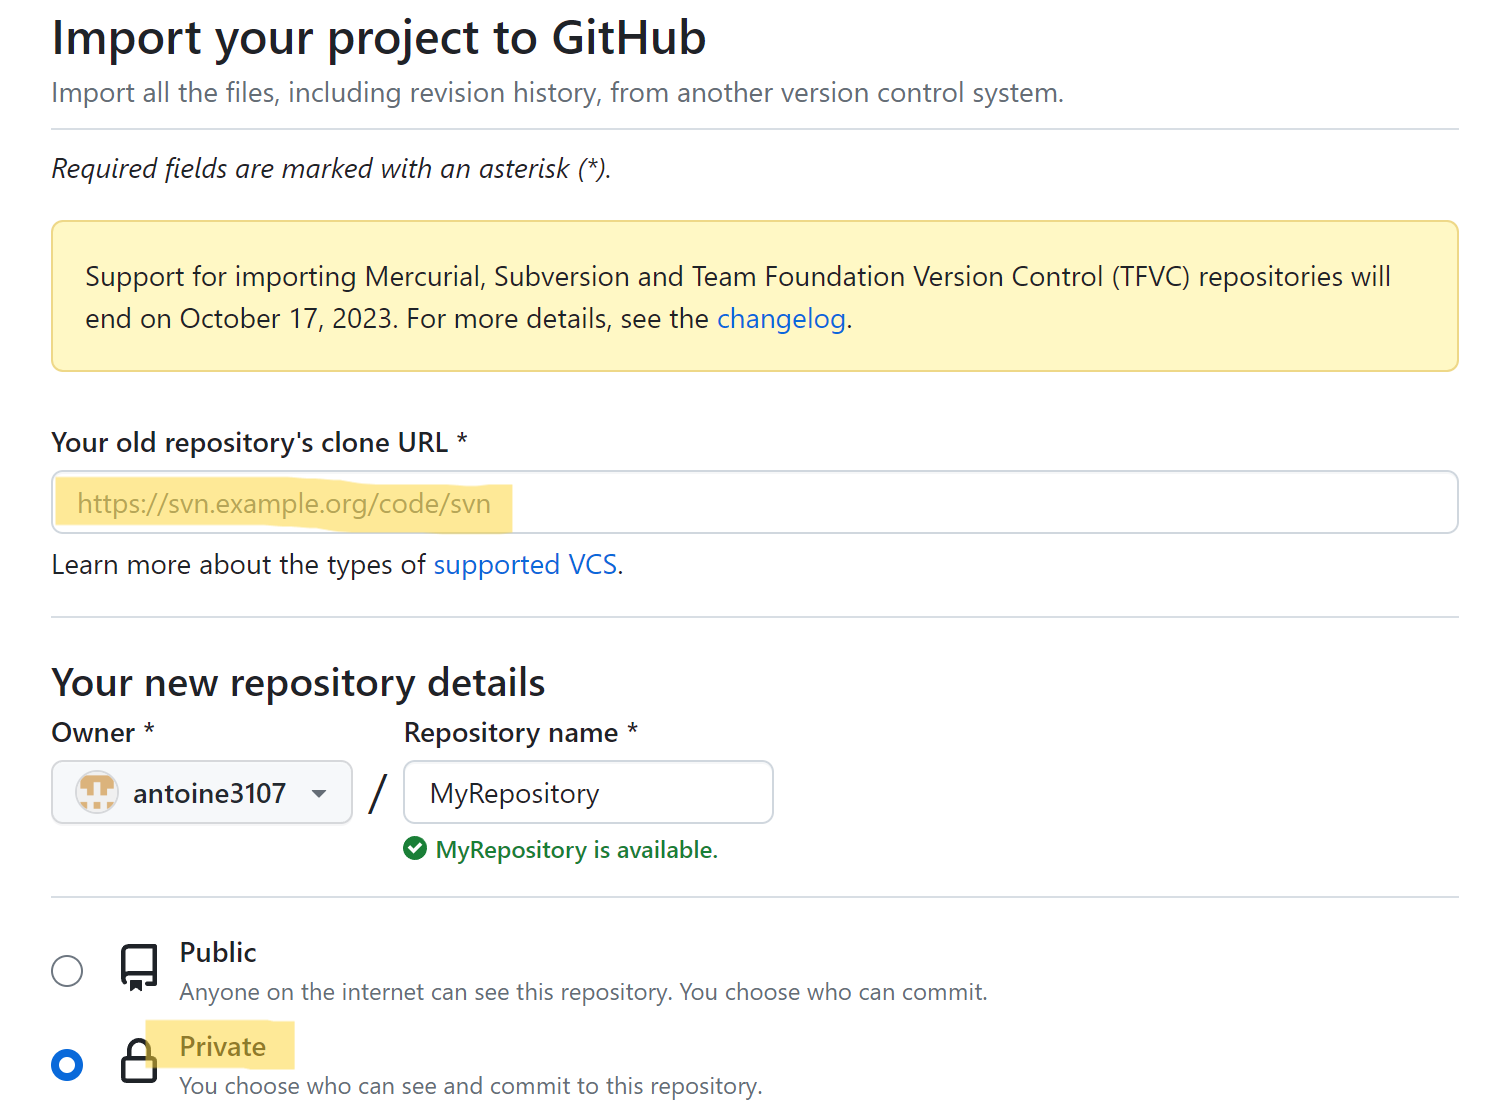 Import your project to GitHub
Import all the files, including revision history, from another version control system.
Required fields are marked with an asterisk (*).
Support for importing Mercurial, Subversion and Team Foundation Version Control (TFVC) repositories will
end on October 17, 2023. For more details, see the changelog.
Your old repository's clone URL *
https://svn.example.org/code/svn
Learn more about the types of supported VCS.
Your new repository details
Owner * Repository name *
antoine3107 / MyRepository
MyRepository is available.
Public
Anyone on the internet can see this repository. You choose who can commit.
Private
You choose who can see and commit to this repository.